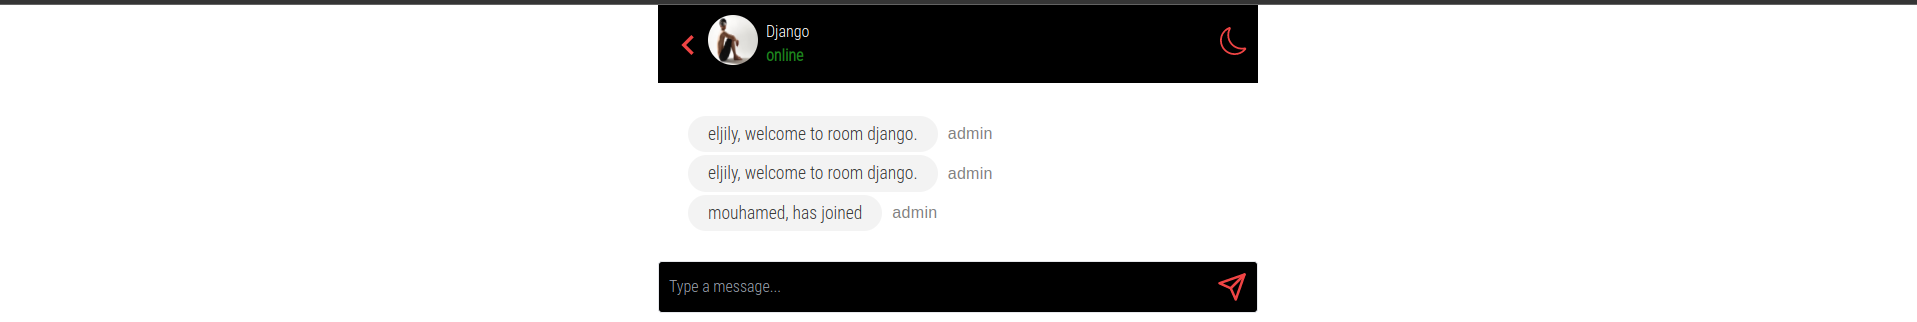 Django
online
eljily, welcome to room django. admin
eljily, welcome to room django. admin
mouhamed, has joined admin
Type a message...